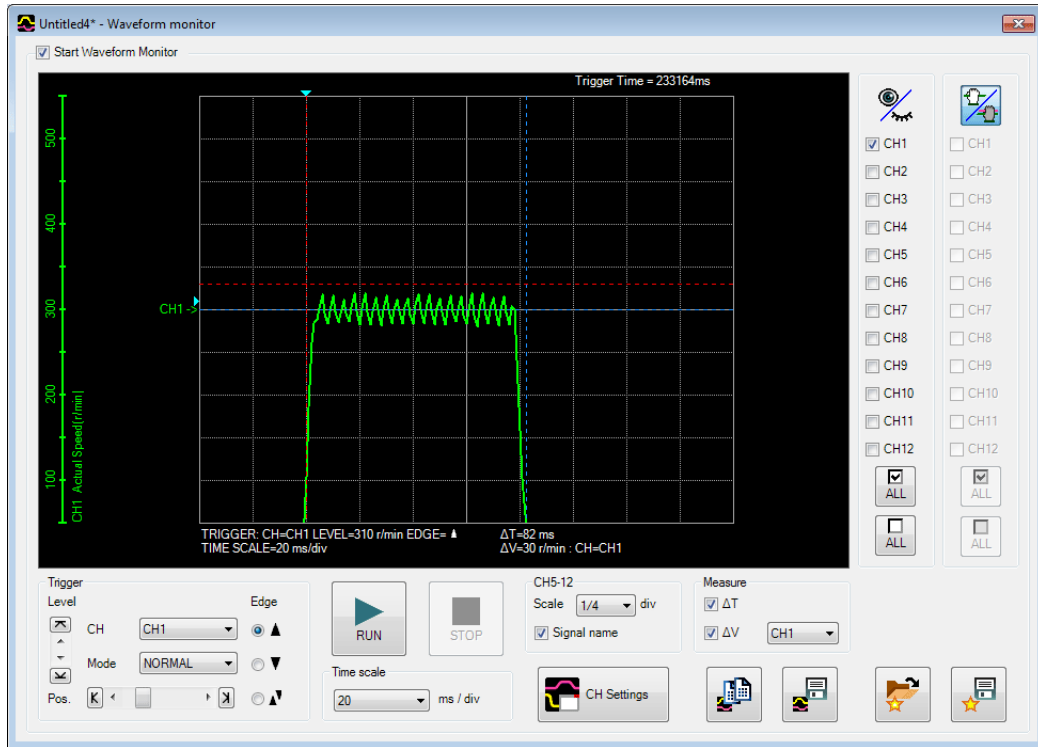 Untitled4* - Waveform monitor
Start Waveform Monitor
Trigger Time = 233164ms
500
400
300
200
100
CH1 Actual Speed[r/min]
CH1 ->
TRIGGER: CH=CH1 LEVEL=310 r/min EDGE=
TIME SCALE=20 ms/div
ΔT=82 ms
ΔV=30 r/min : CH=CH1
CH1
CH2
CH3
CH4
CH5
CH6
CH7
CH8
CH9
CH10
CH11
CH12
ALL
ALL
CH1
CH2
CH3
CH4
CH5
CH6
CH7
CH8
CH9
CH10
CH11
CH12
ALL
ALL
Trigger
Level
Edge
CH
CH1
Mode
NORMAL
Pos.
RUN
STOP
Time scale
20
ms / div
CH5-12
Scale
1/4
div
Signal name
Measure
ΔT
ΔV
CH1
CH Settings